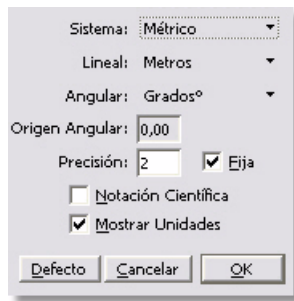 Sistema: Métrico
Lineal: Metros
Angular: Gradosº
Origen Angular: 0,00
Precisión: 2 Fija
Notación Científica
Mostrar Unidades
Defecto Cancelar OK